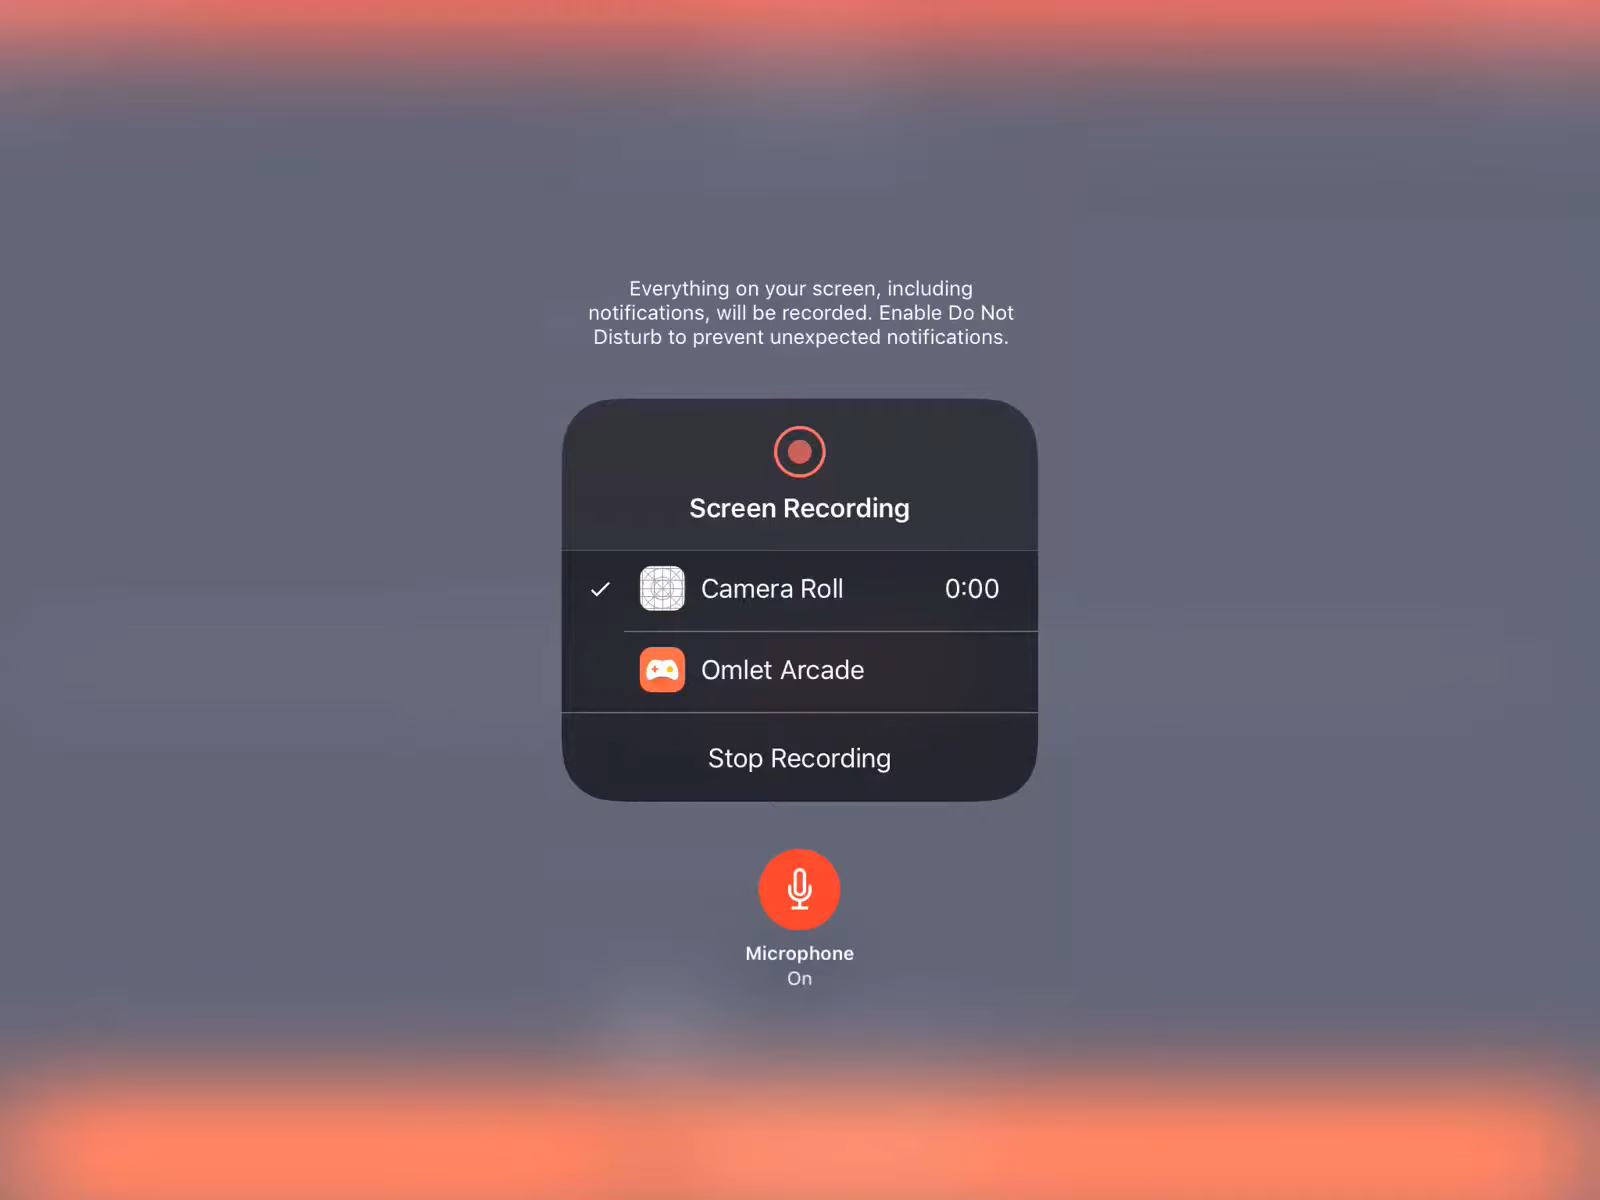 Everything on your screen, including
notifications, will be recorded. Enable Do Not
Disturb to prevent unexpected notifications.
Screen Recording
Camera Roll 0:00
Omlet Arcade
Stop Recording
Microphone
On